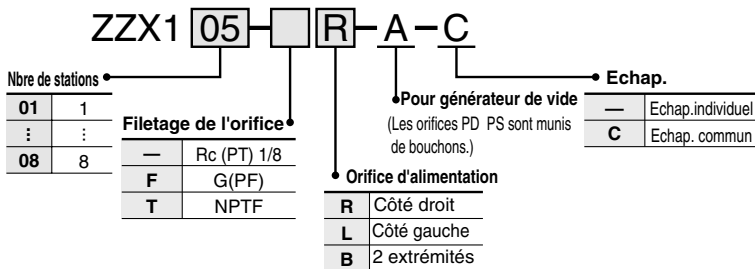 ZZX1 05 - R - A - C
Nbre de stations
01 1
⋮ ⋮
08 8
Filetage de l'orifice
— Rc (PT) 1/8
F G(PF)
T NPTF
Pour générateur de vide
(Les orifices PD PS sont munis
de bouchons.)
Orifice d'alimentation
R Côté droit
L Côté gauche
B 2 extrémités
Echap.
— Echap.individuel
C Echap. commun